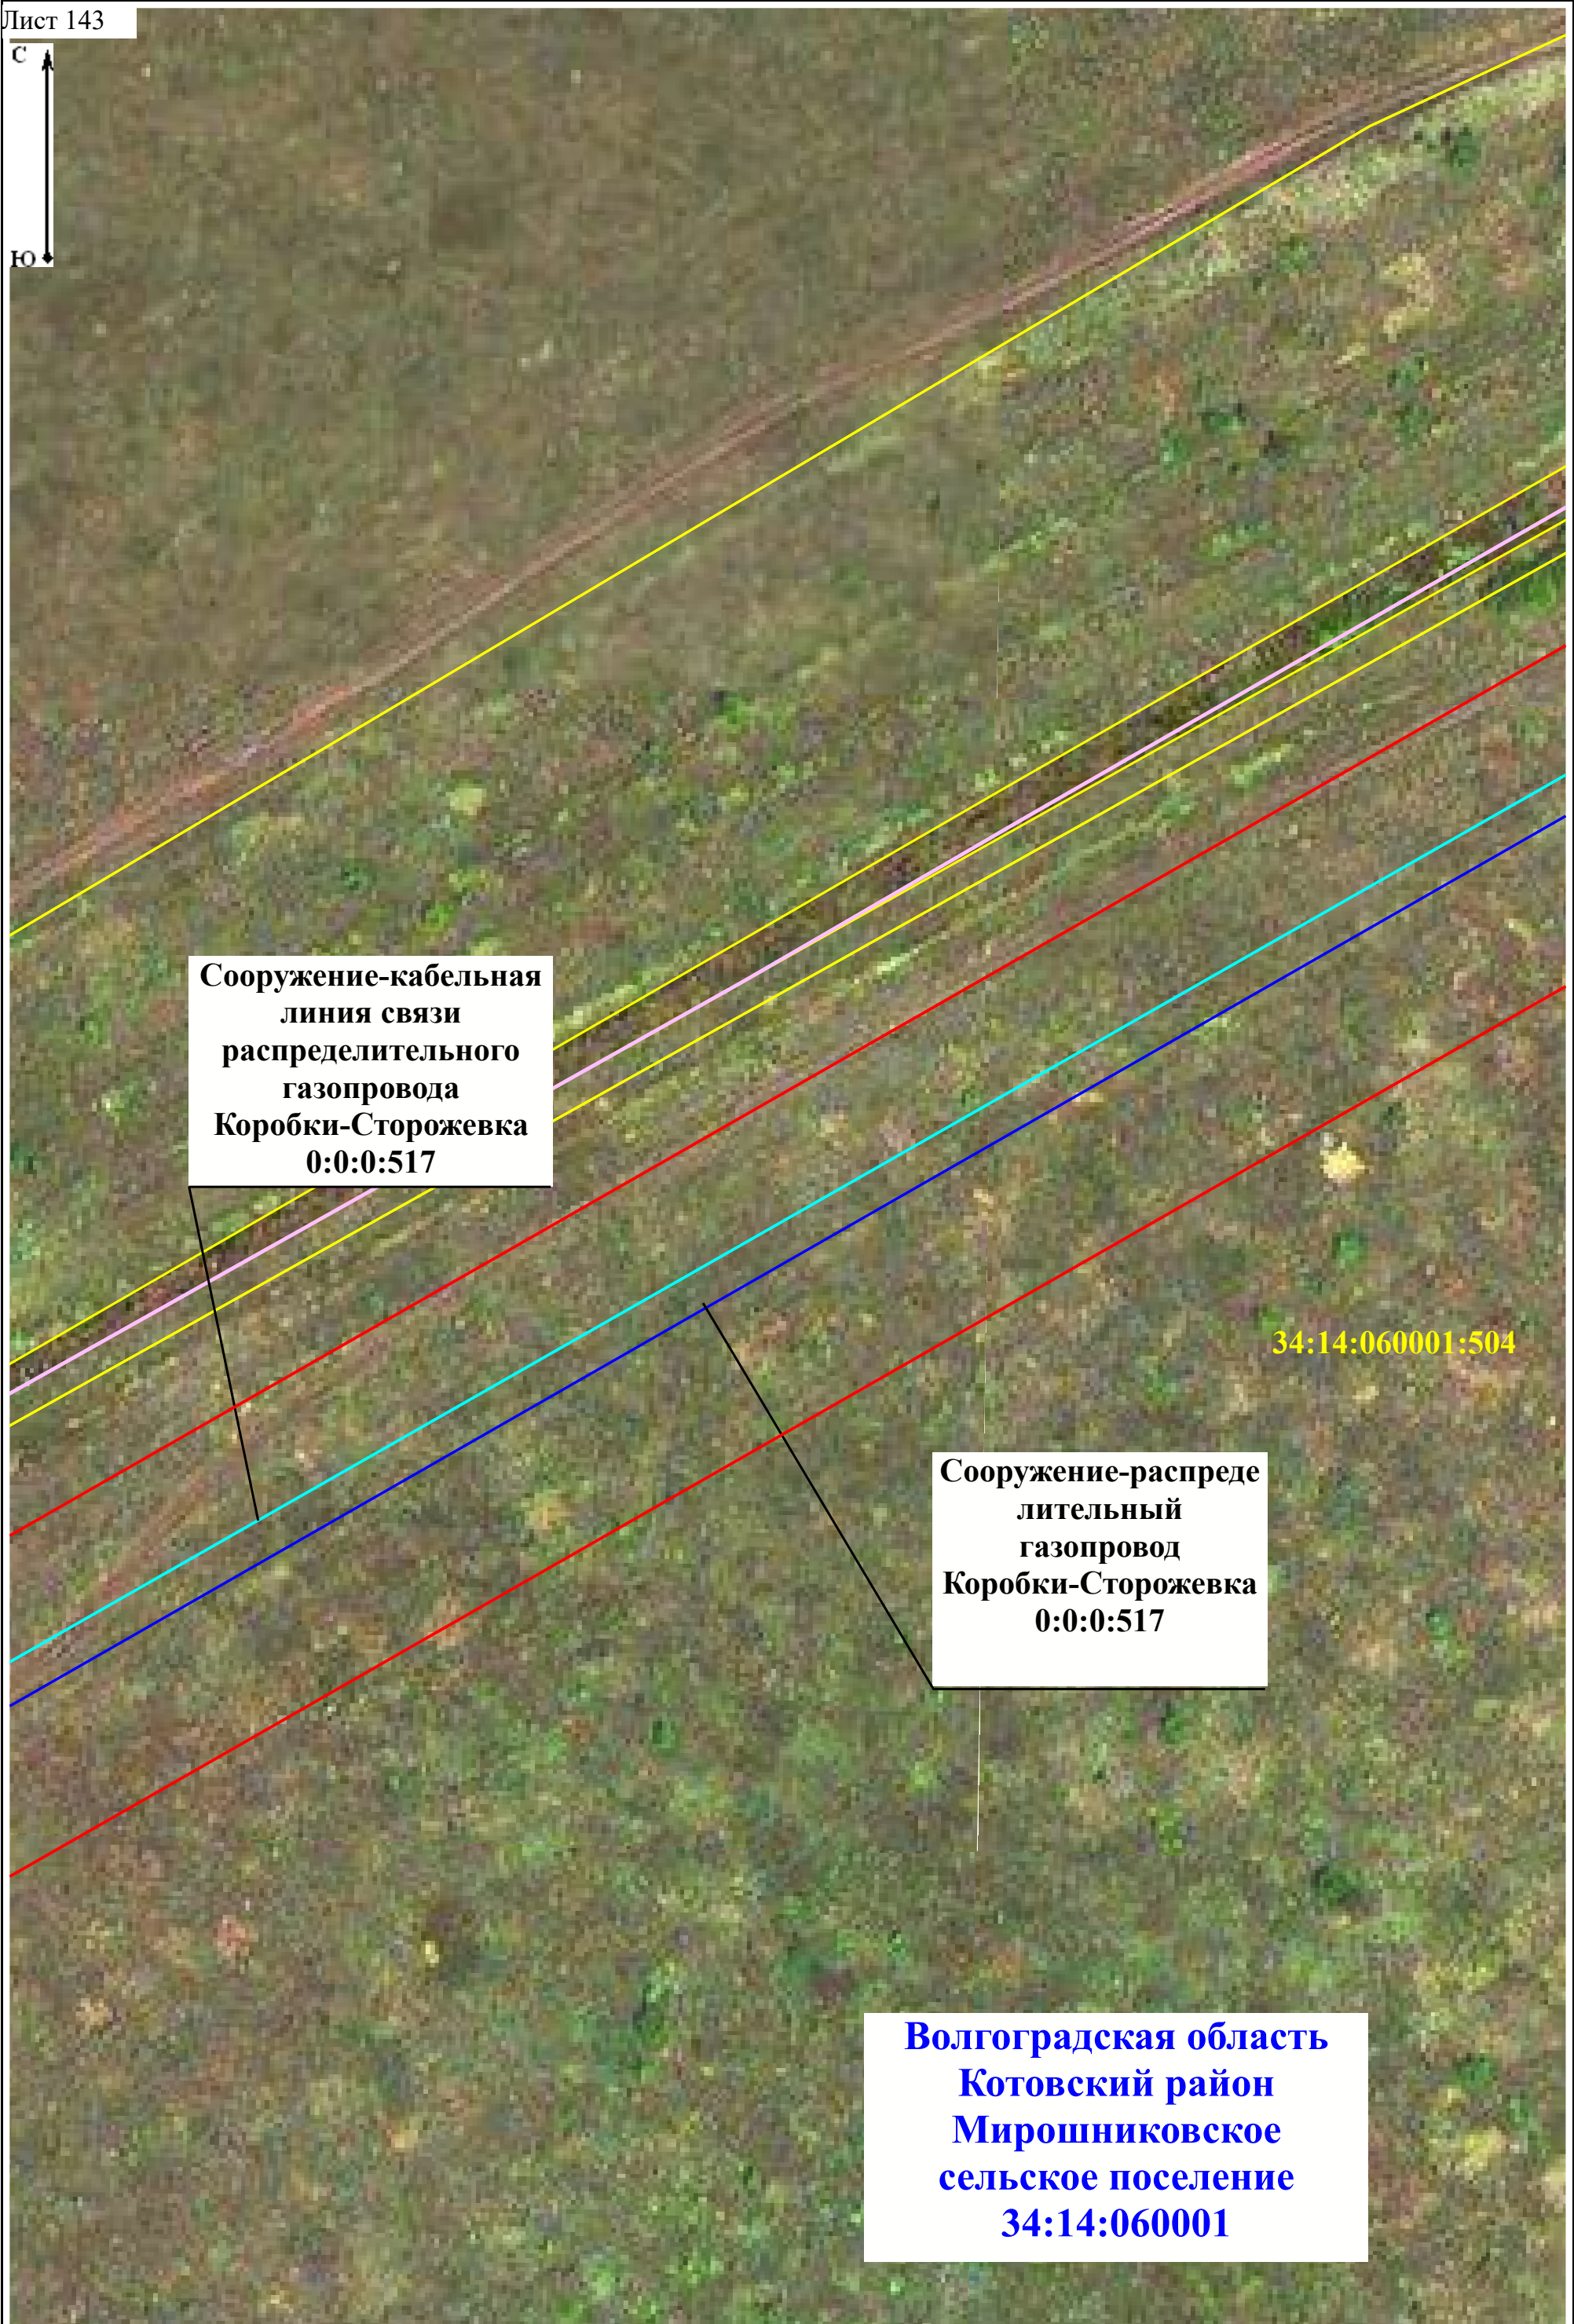 Лист 143
С
Ю
Сооружение-кабельная
линия связи
распределительного
газопровода
Коробки-Сторожевка
0:0:0:517
34:14:060001:504
Сооружение-распреде
лительный
газопровод
Коробки-Сторожевка
0:0:0:517
Волгоградская область
Котовский район
Мирошниковское
сельское поселение
34:14:060001